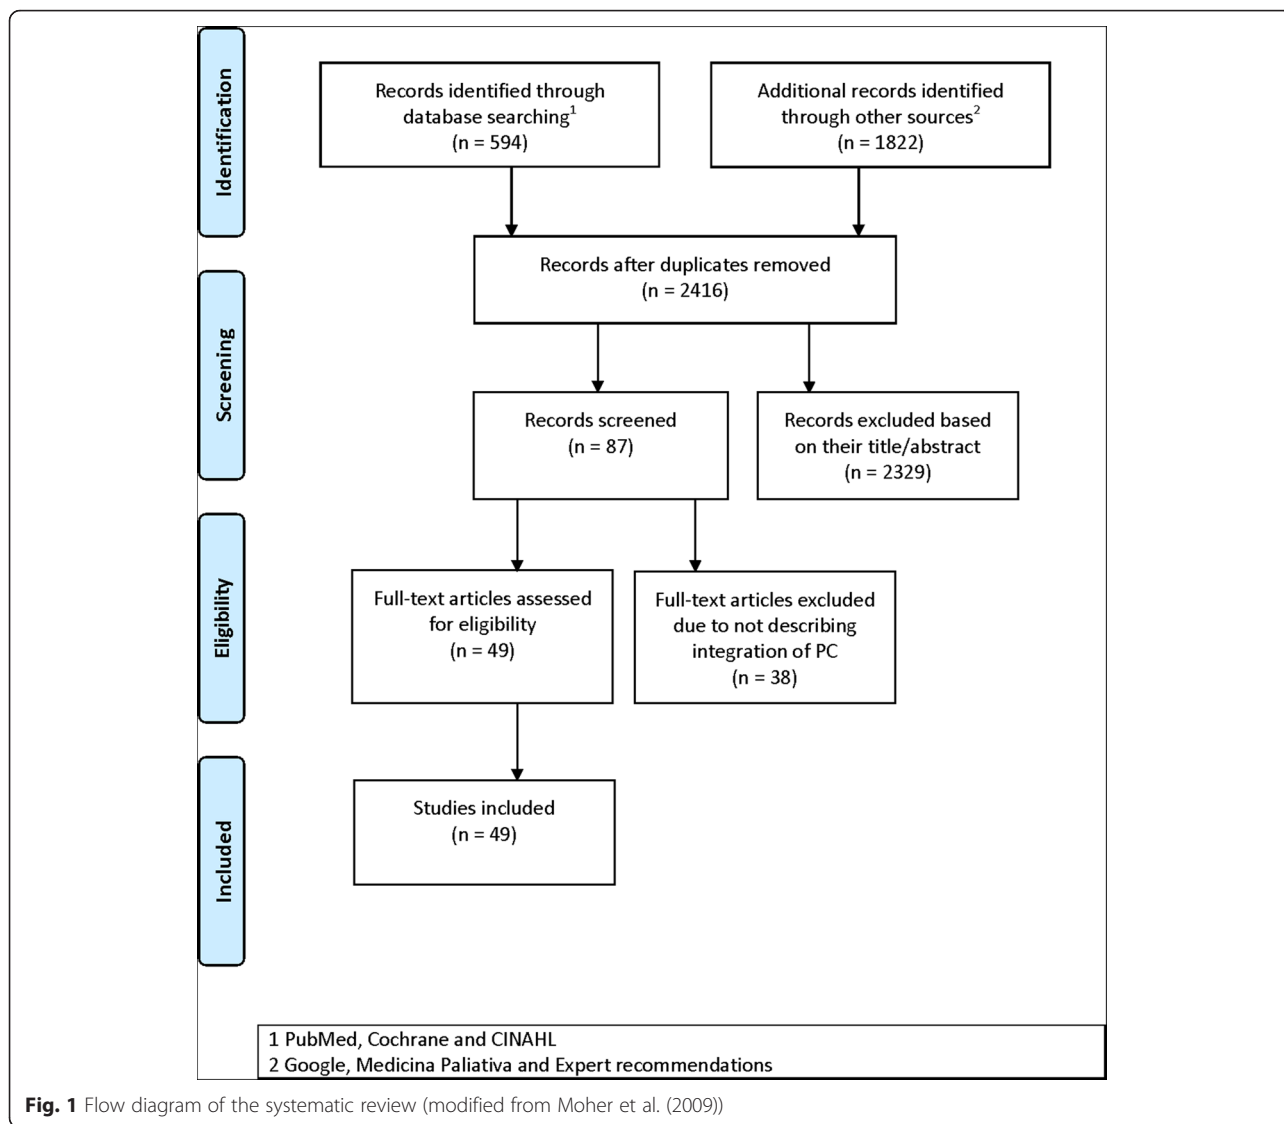 Identification
Records identified through
database searching1
(n = 594)
Additional records identified
through other sources2
(n = 1822)
Records after duplicates removed
(n = 2416)
Screening
Records screened
(n = 87)
Records excluded based
on their title/abstract
(n = 2329)
Eligibility
Full-text articles assessed
for eligibility
(n = 49)
Full-text articles excluded
due to not describing
integration of PC
(n = 38)
Included
Studies included
(n = 49)
1 PubMed, Cochrane and CINAHL
2 Google, Medicina Paliativa and Expert recommendations
Fig. 1 Flow diagram of the systematic review (modified from Moher et al. (2009))